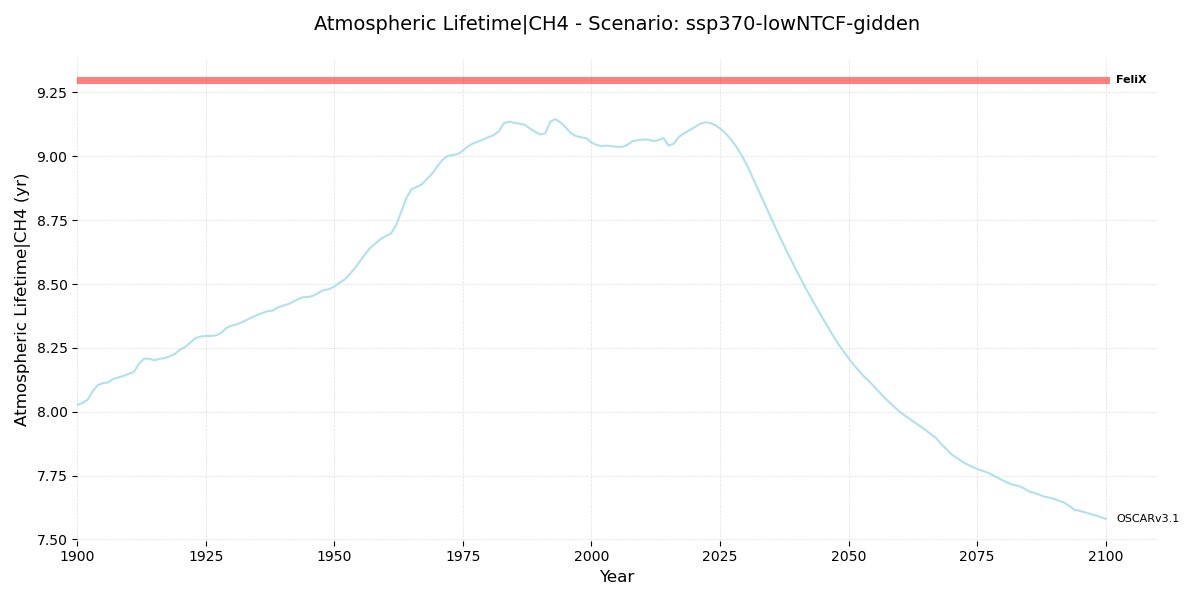 Atmospheric Lifetime|CH4 - Scenario: ssp370-lowNTCF-gidden
FeliX
9.25
9.00
8.75
8.50
8.25
8.00
7.75
7.50
Atmospheric Lifetime|CH4 (yr)
OSCARv3.1
1900 1925 1950 1975 2000 2025 2050 2075 2100
Year